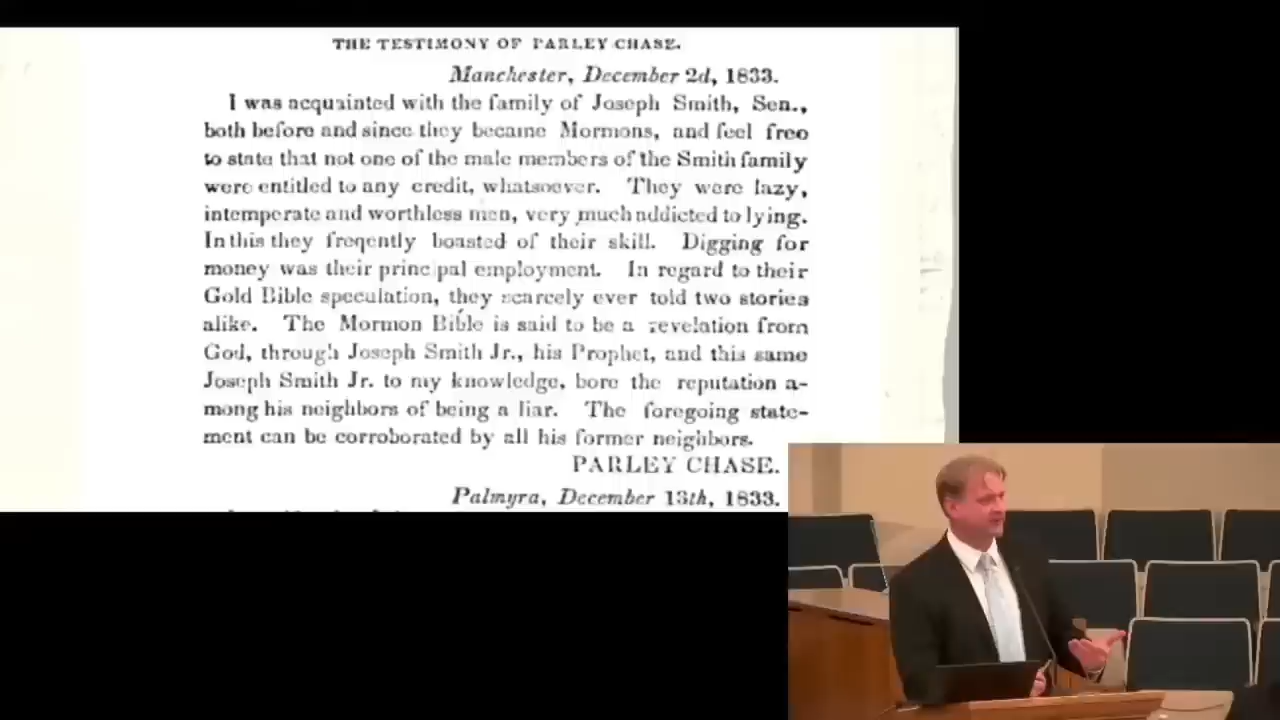 THE TESTIMONY OF PARLEY CHASE.
Manchester, December 2d, 1833.
I was acquainted with the family of Joseph Smith, Sen.,
both before and since they became Mormons, and feel free
to state that not one of the male members of the Smith family
were entitled to any credit, whatsoever. They were lazy,
intemperate and worthless men, very much addicted to lying.
In this they freqently boasted of their skill. Digging for
money was their principal employment. In regard to their
Gold Bible speculation, they scarcely ever told two stories
alike. The Mormon Bible is said to be a revelation from
God, through Joseph Smith Jr., his Prophet, and this same
Joseph Smith Jr. to my knowledge, bore the reputation a-
mong his neighbors of being a liar. The foregoing state-
ment can be corroborated by all his former neighbors.
PARLEY CHASE.
Palmyra, December 13th, 1833.